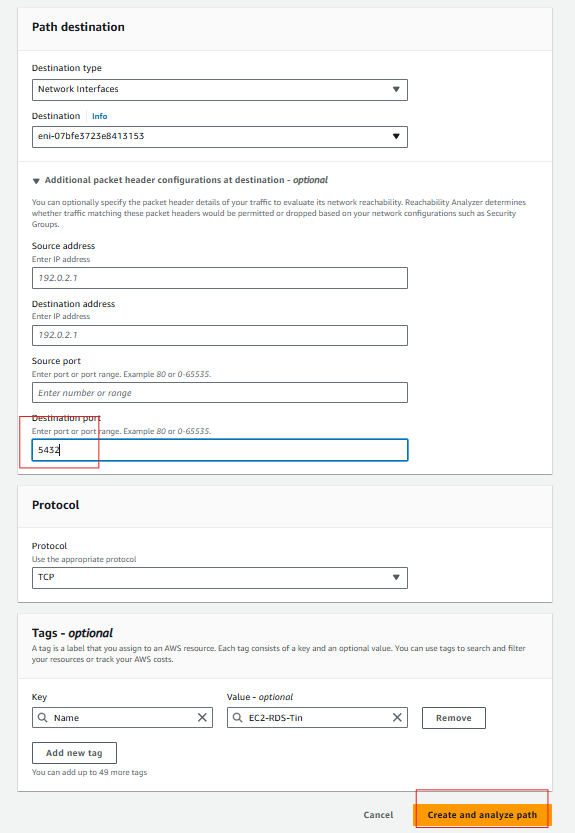 Path destination
Destination type
Network Interfaces
Destination Info
eni-07bfe3723e8413153
Additional packet header configurations at destination - optional
You can optionally specify the packet header details of your traffic to evaluate its network reachability. Reachability Analyzer determines
whether traffic matching these packet headers would be permitted or dropped based on your network configurations such as Security
Groups.
Source address
Enter IP address
192.0.2.1
Destination address
Enter IP address
192.0.2.1
Source port
Enter port or port range. Example 80 or 0-65535.
Enter number or range
Destination port
Enter port or port range. Example 80 or 0-65535.
5432
Protocol
Protocol
Use the appropriate protocol
TCP
Tags - optional
A tag is a label that you assign to an AWS resource. Each tag consists of a key and an optional value. You can use tags to search and filter
your resources or track your AWS costs.
Key Value - optional
Name EC2-RDS-Tin Remove
Add new tag
You can add up to 49 more tags
Cancel Create and analyze path